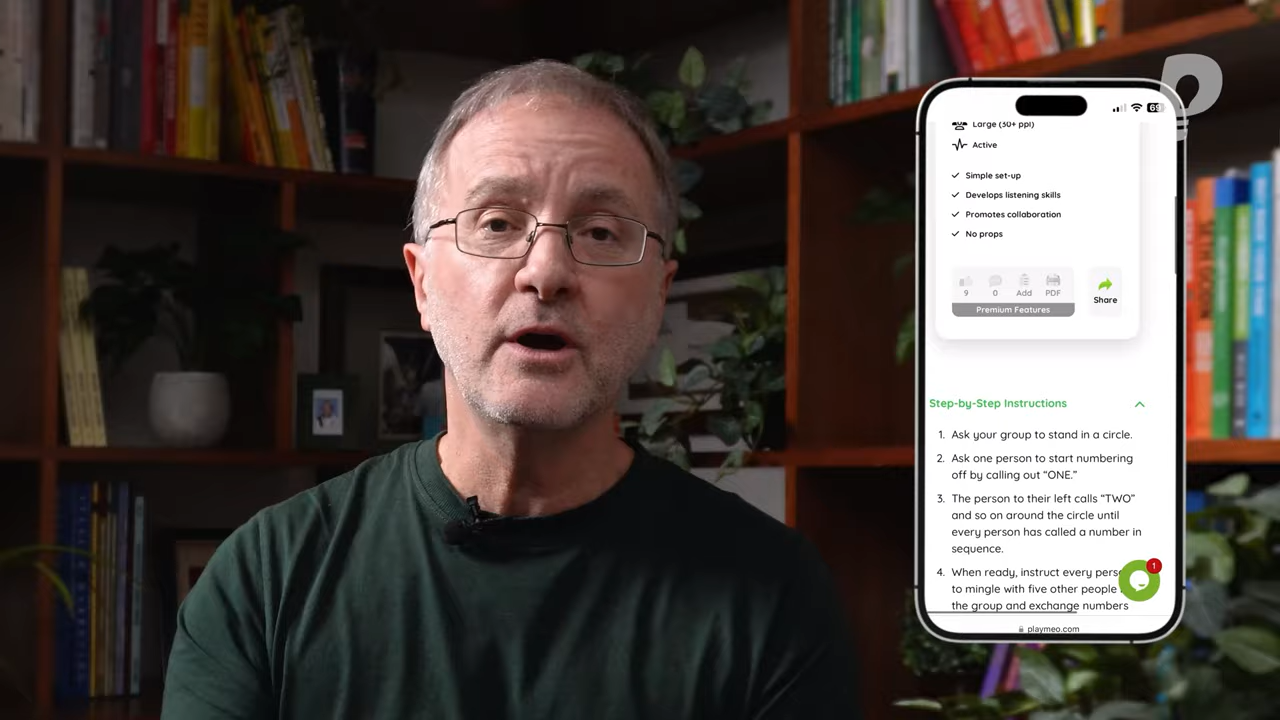 69
Large (30+ ppl)
Active
Simple set-up
Develops listening skills
Promotes collaboration
No props
9
0
Add
PDF
Share
Premium Features
Step-by-Step Instructions
1. Ask your group to stand in a circle.
2. Ask one person to start numbering
off by calling out “ONE.”
3. The person to their left calls “TWO”
and so on around the circle until
every person has called a number in
sequence.
4. When ready, instruct every
to mingle with five other people
the group and exchange numbers
1
playmeo.com